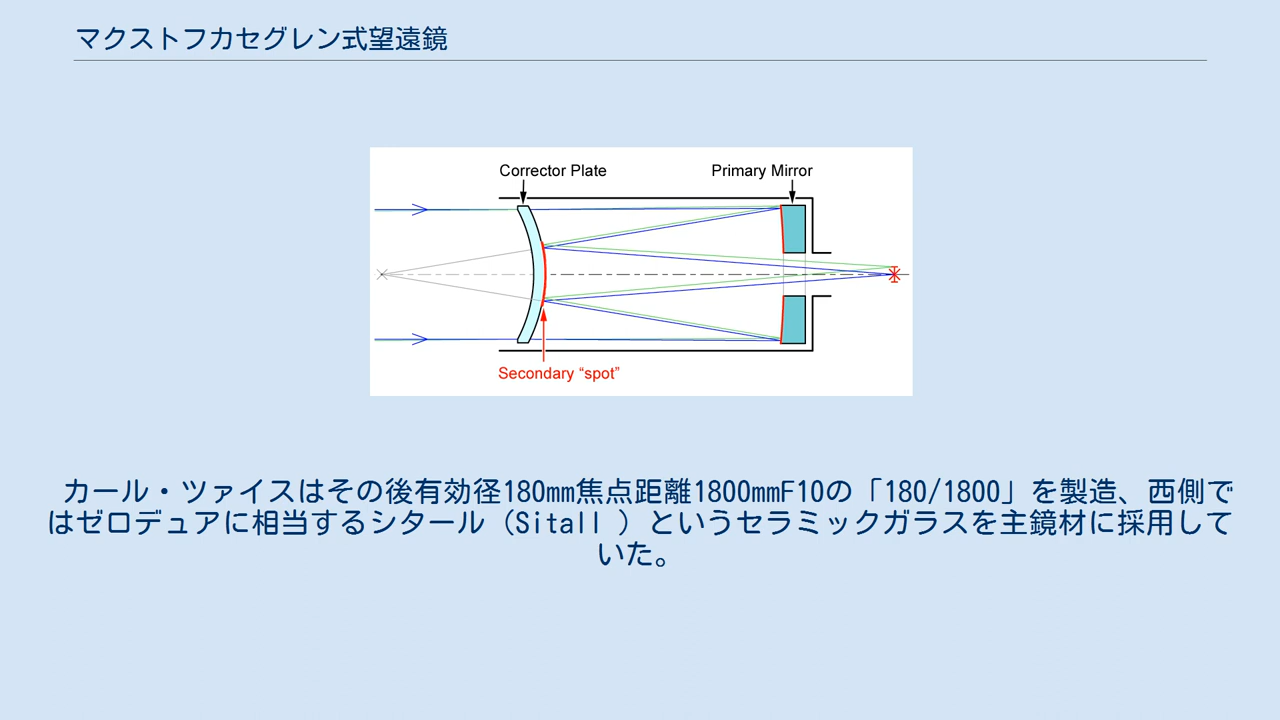 マクストフカセグレン式望遠鏡
Corrector Plate
Primary Mirror
Secondary “spot”
カール・ツァイスはその後有効径180mm焦点距離1800mmF10の「180/1800」を製造、西側で
はゼロデュアに相当するシタール（Sitall ）というセラミックガラスを主鏡材に採用して
いた。